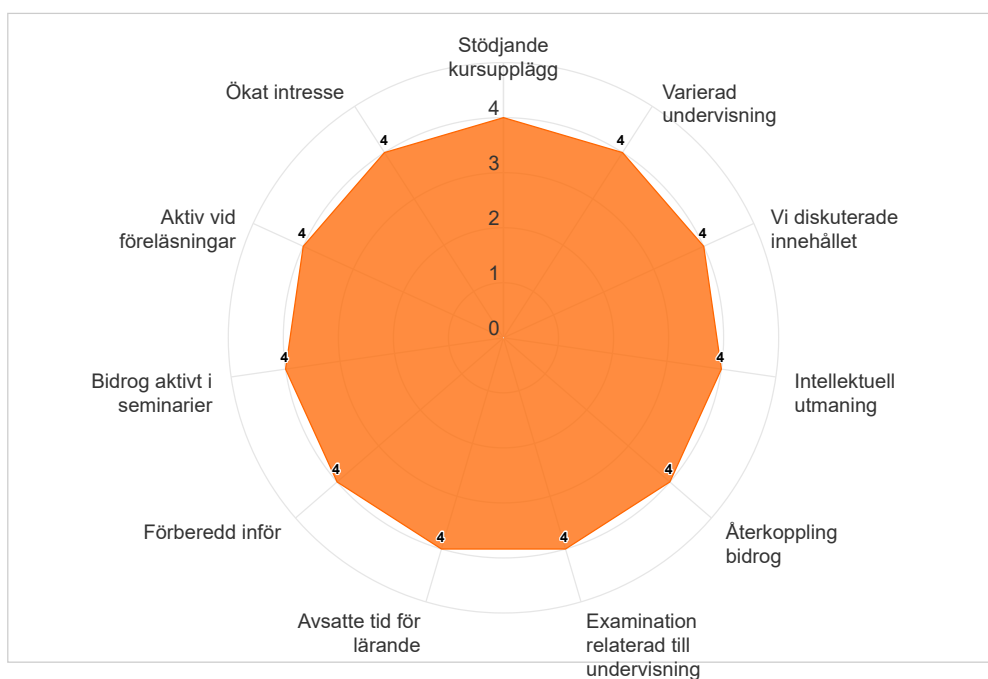 Stödjande
kursupplägg
Ökat intresse
Varierad
undervisning
4
4
4
3
Aktiv vid
föreläsningar
4
2
4
Vi diskuterade
innehållet
1
0
Bidrog aktivt i
seminarier
4
4
Intellektuell
utmaning
Förberedd inför
4
4
Återkoppling
bidrog
Avsatte tid för
lärande
4
4
Examination
relaterad till
undervisning